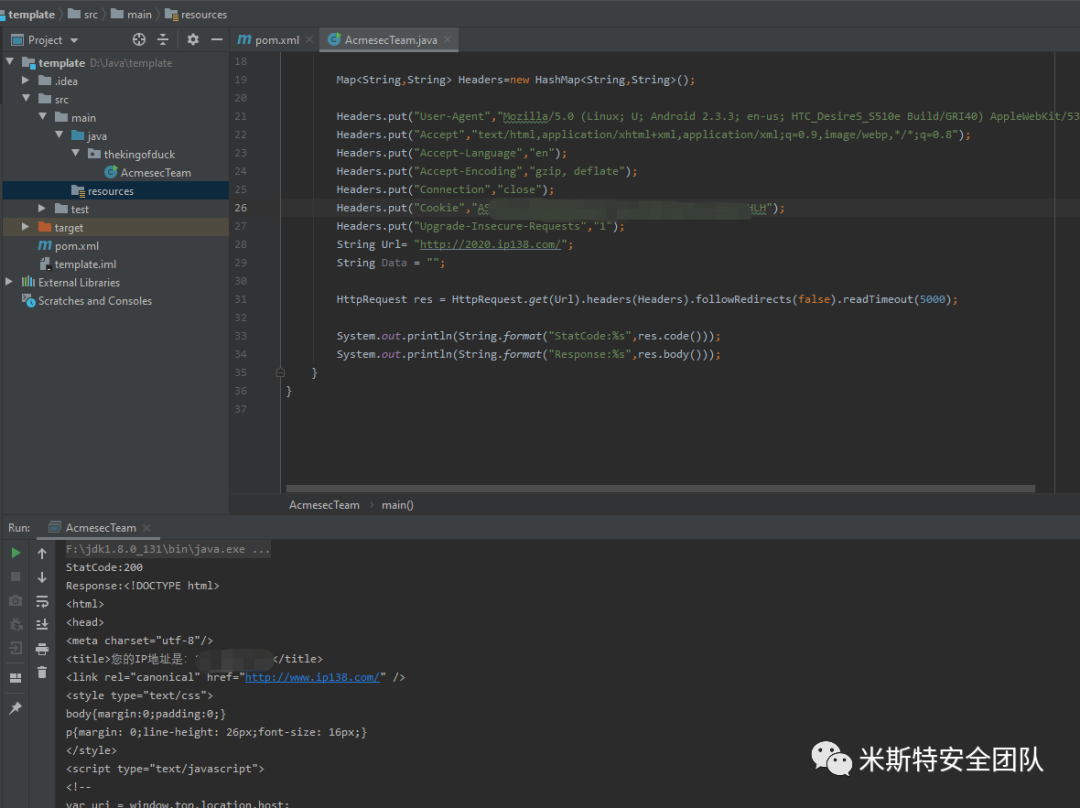 template src main resources
Project
pom.xml
AcmesecTeam.java
template D:\Java\template
.idea
src
main
java
thekingofduck
AcmesecTeam
resources
test
target
pom.xml
template.iml
External Libraries
Scratches and Consoles
18
19 Map<String,String> Headers=new HashMap<String,String>();
20
21 Headers.put("User-Agent","Mozilla/5.0 (Linux; U; Android 2.3.3; en-us; HTC_DesireS_S510e Build/GRI40) AppleWebKit/53
22 Headers.put("Accept","text/html,application/xhtml+xml,application/xml;q=0.9,image/webp,*/*;q=0.8");
23 Headers.put("Accept-Language","en");
24 Headers.put("Accept-Encoding","gzip, deflate");
25 Headers.put("Connection","close");
26 Headers.put("Cookie","AS HLH");
27 Headers.put("Upgrade-Insecure-Requests","1");
28 String Url= "http://2020.ip138.com/";
29 String Data = "";
30
31 HttpRequest res = HttpRequest.get(Url).headers(Headers).followRedirects(false).readTimeout(5000);
32
33 System.out.println(String.format("StatCode:%s",res.code()));
34 System.out.println(String.format("Response:%s",res.body()));
35 }
36 }
37
AcmesecTeam main()
Run: AcmesecTeam
F:\jdk1.8.0_131\bin\java.exe ...
StatCode:200
Response:<!DOCTYPE html>
<html>
<head>
<meta charset="utf-8"/>
<title>您的IP地址是: </title>
<link rel="canonical" href="http://www.ip138.com/" />
<style type="text/css">
body{margin:0;padding:0;}
p{margin: 0;line-height: 26px;font-size: 16px;}
</style>
<script type="text/javascript">
<!--
var uri = window.top.location.host;
米斯特安全团队